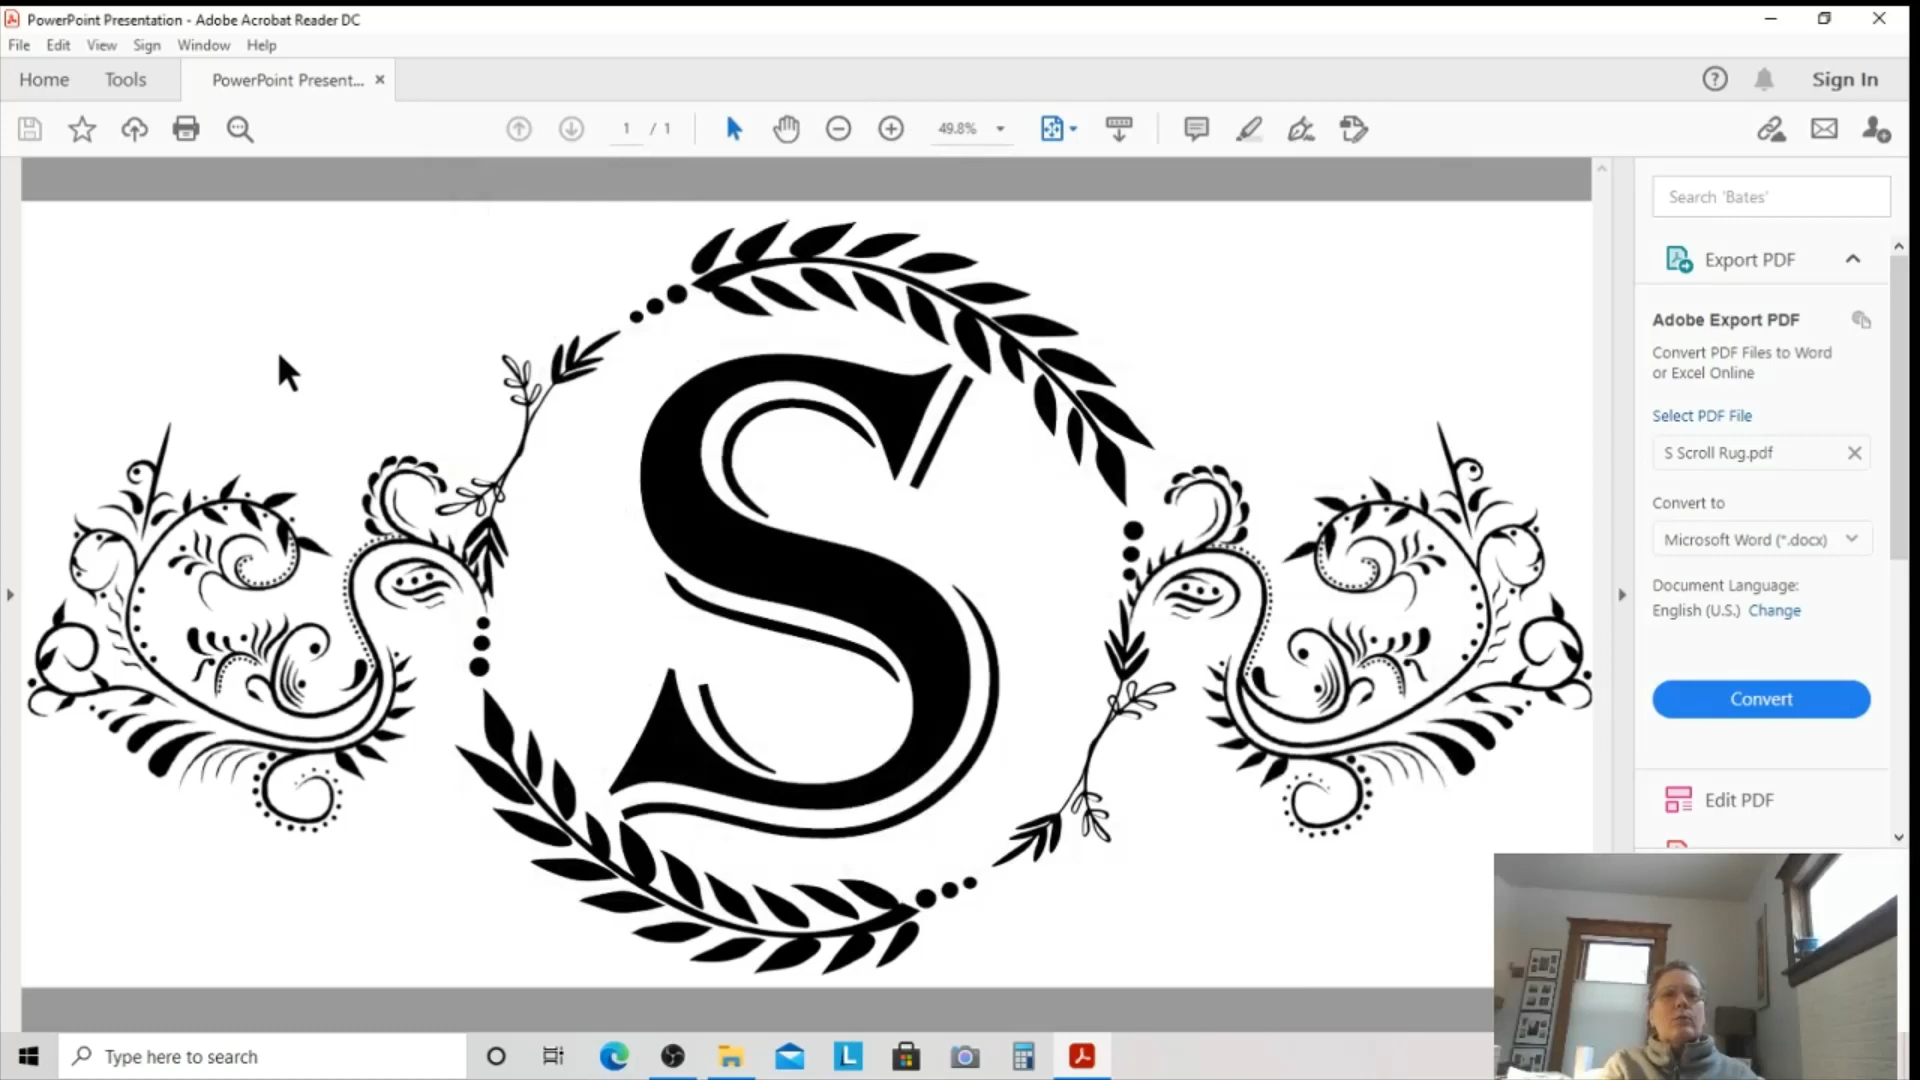 PowerPoint Presentation - Adobe Acrobat Reader DC
File Edit View Sign Window Help
Home Tools PowerPoint Present... Sign In
1 / 1 49.8%
Search 'Bates'
Export PDF
Adobe Export PDF
Convert PDF Files to Word
or Excel Online
Select PDF File
S Scroll Rug.pdf
Convert to
Microsoft Word (*.docx)
Document Language:
English (U.S.) Change
Convert
Edit PDF
S
Type here to search
L